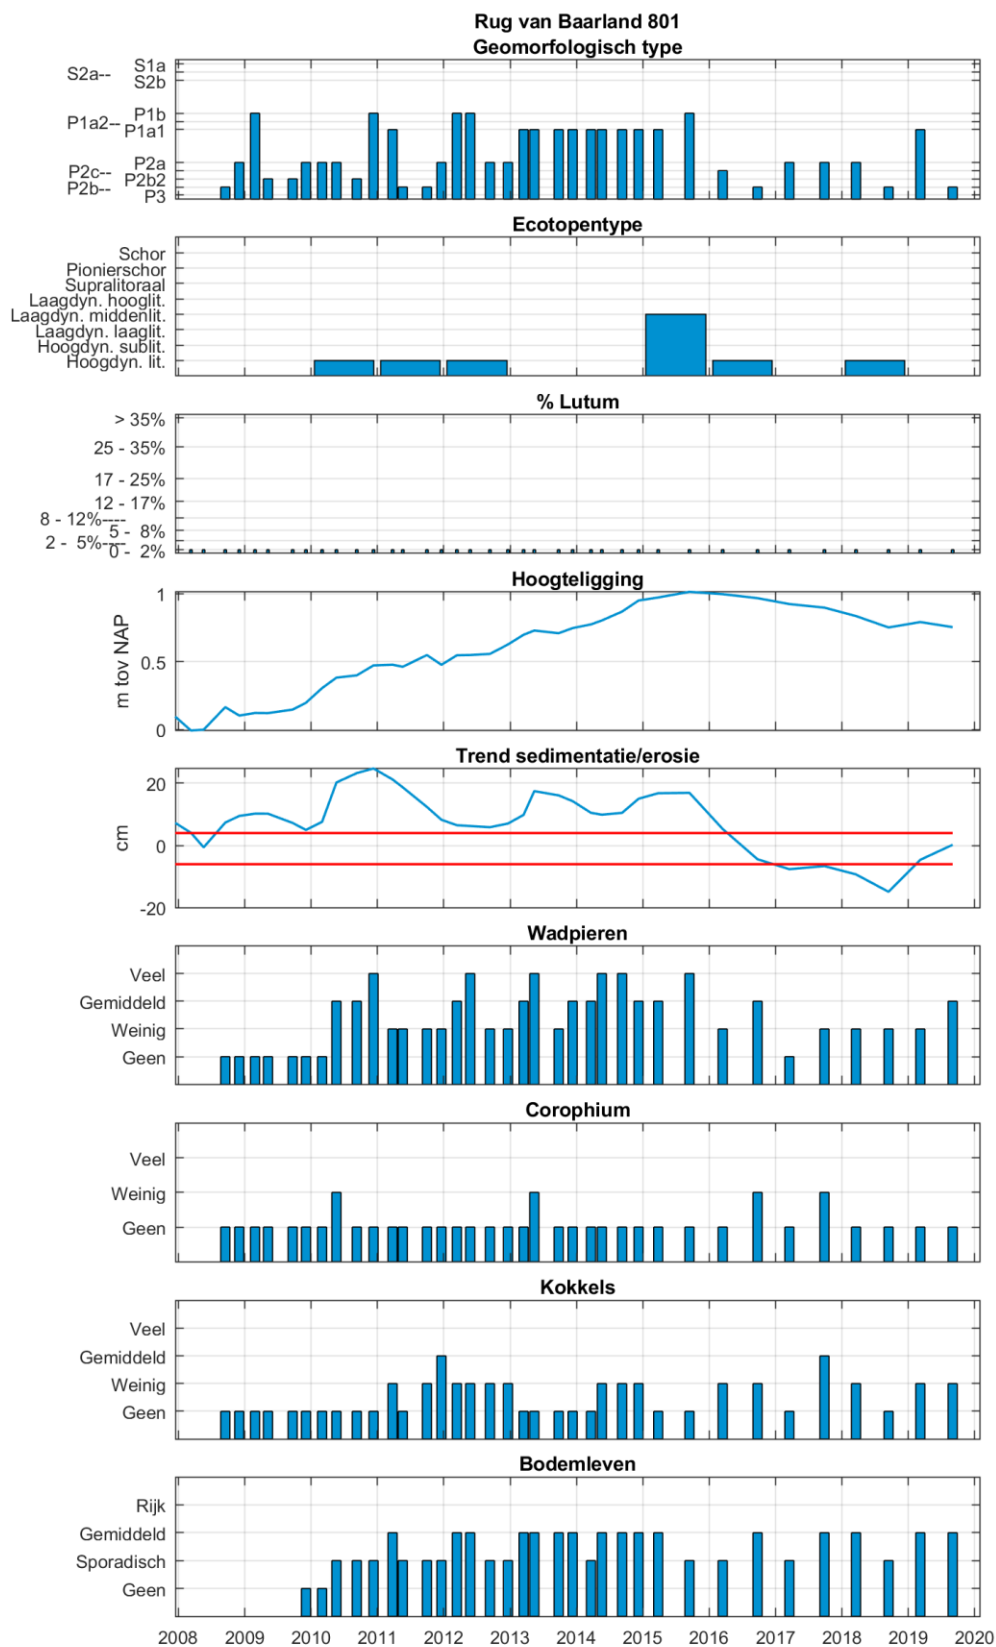 Rug van Baarland 801
Geomorfologisch type
S1a
S2a--
S2b
P1b
P1a2--
P1a1
P2a
P2c--
P2b2
P2b--
P3
Ecotopentype
Schor
Pionierschor
Supralitoraal
Laagdyn. hooglit.
Laagdyn. middenlit.
Laagdyn. laaglit.
Hoogdyn. sublit.
Hoogdyn. lit.
% Lutum
> 35%
25 - 35%
17 - 25%
12 - 17%
8 - 12%----
5 - 8%
2 - 5%----
0 - 2%
Hoogteligging
1
0.5
0
m tov NAP
Trend sedimentatie/erosie
20
0
-20
cm
Wadpieren
Veel
Gemiddeld
Weinig
Geen
Corophium
Veel
Weinig
Geen
Kokkels
Veel
Gemiddeld
Weinig
Geen
Bodemleven
Rijk
Gemiddeld
Sporadisch
Geen
2008 2009 2010 2011 2012 2013 2014 2015 2016 2017 2018 2019 2020